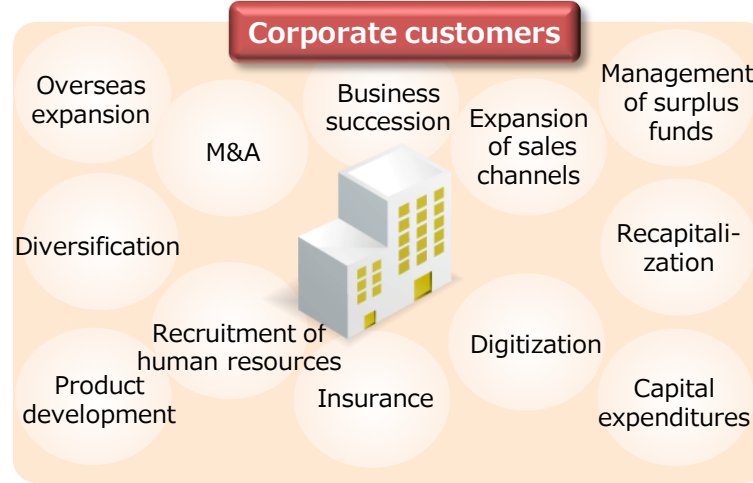 Corporate customers
Overseas
expansion
M&A
Business
succession
Expansion
of sales
channels
Management
of surplus
funds
Diversification
Recapitali-
zation
Recruitment of
human resources
Digitization
Product
development
Insurance
Capital
expenditures